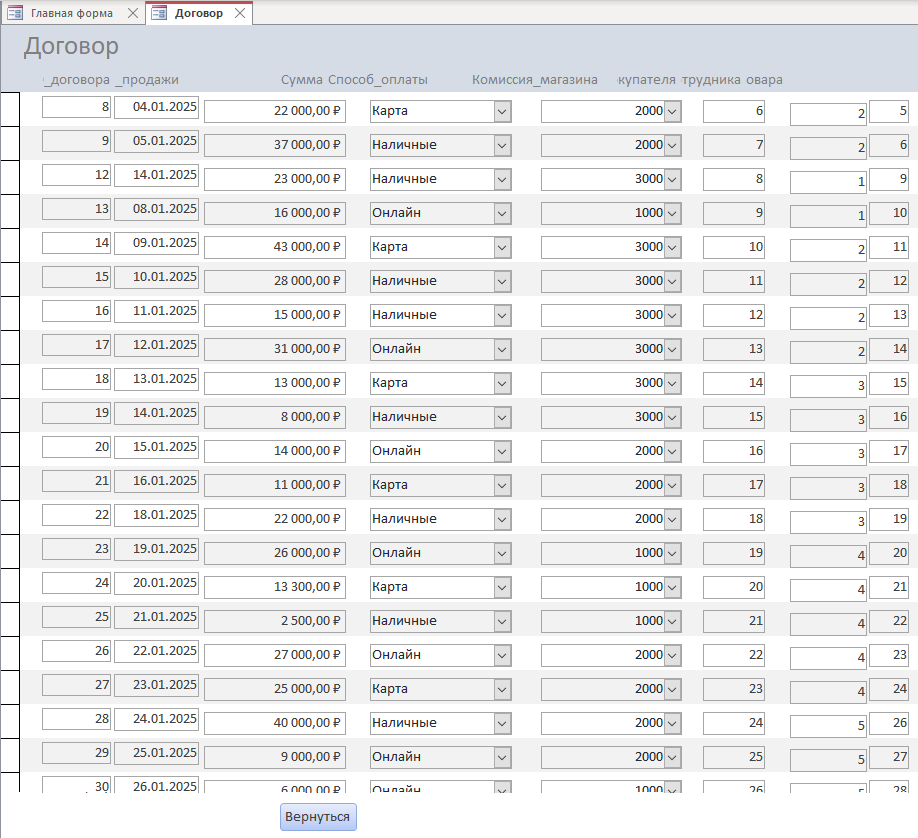 Главная форма Договор
Договор
_договора _продажи Сумма Способ_оплаты Комиссия_магазина купателя трудника овара
8 04.01.2025 22 000,00 ₽ Карта 2000 6 2 5
9 05.01.2025 37 000,00 ₽ Наличные 2000 7 2 6
12 14.01.2025 23 000,00 ₽ Наличные 3000 8 1 9
13 08.01.2025 16 000,00 ₽ Онлайн 1000 9 1 10
14 09.01.2025 43 000,00 ₽ Карта 3000 10 2 11
15 10.01.2025 28 000,00 ₽ Наличные 3000 11 2 12
16 11.01.2025 15 000,00 ₽ Наличные 3000 12 2 13
17 12.01.2025 31 000,00 ₽ Онлайн 3000 13 2 14
18 13.01.2025 13 000,00 ₽ Карта 3000 14 3 15
19 14.01.2025 8 000,00 ₽ Наличные 3000 15 3 16
20 15.01.2025 14 000,00 ₽ Онлайн 2000 16 3 17
21 16.01.2025 11 000,00 ₽ Карта 2000 17 3 18
22 18.01.2025 22 000,00 ₽ Наличные 2000 18 3 19
23 19.01.2025 26 000,00 ₽ Онлайн 1000 19 4 20
24 20.01.2025 13 300,00 ₽ Карта 1000 20 4 21
25 21.01.2025 2 500,00 ₽ Наличные 1000 21 4 22
26 22.01.2025 27 000,00 ₽ Онлайн 2000 22 4 23
27 23.01.2025 25 000,00 ₽ Карта 2000 23 4 24
28 24.01.2025 40 000,00 ₽ Наличные 2000 24 5 26
29 25.01.2025 9 000,00 ₽ Онлайн 2000 25 5 27
30 26.01.2025 6 000,00 ₽ Онлайн 1000 26 5 28
Вернуться